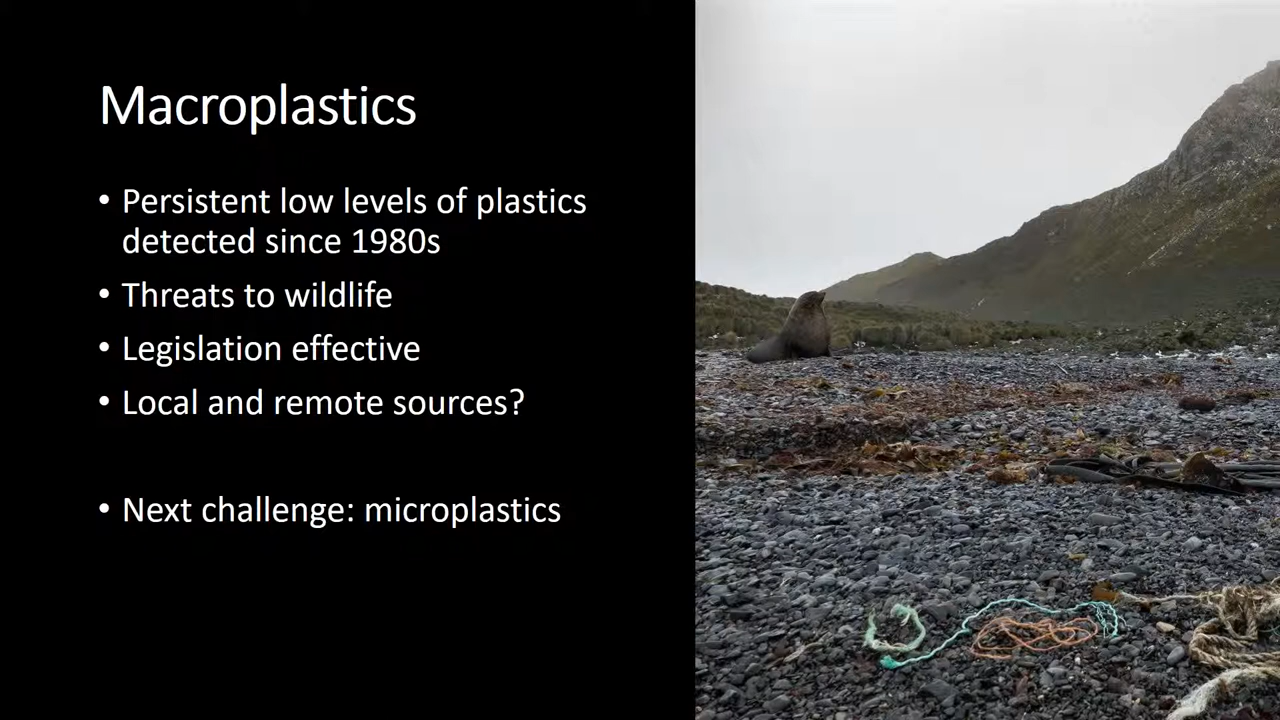 Macroplastics
• Persistent low levels of plastics
detected since 1980s
• Threats to wildlife
• Legislation effective
• Local and remote sources?
• Next challenge: microplastics